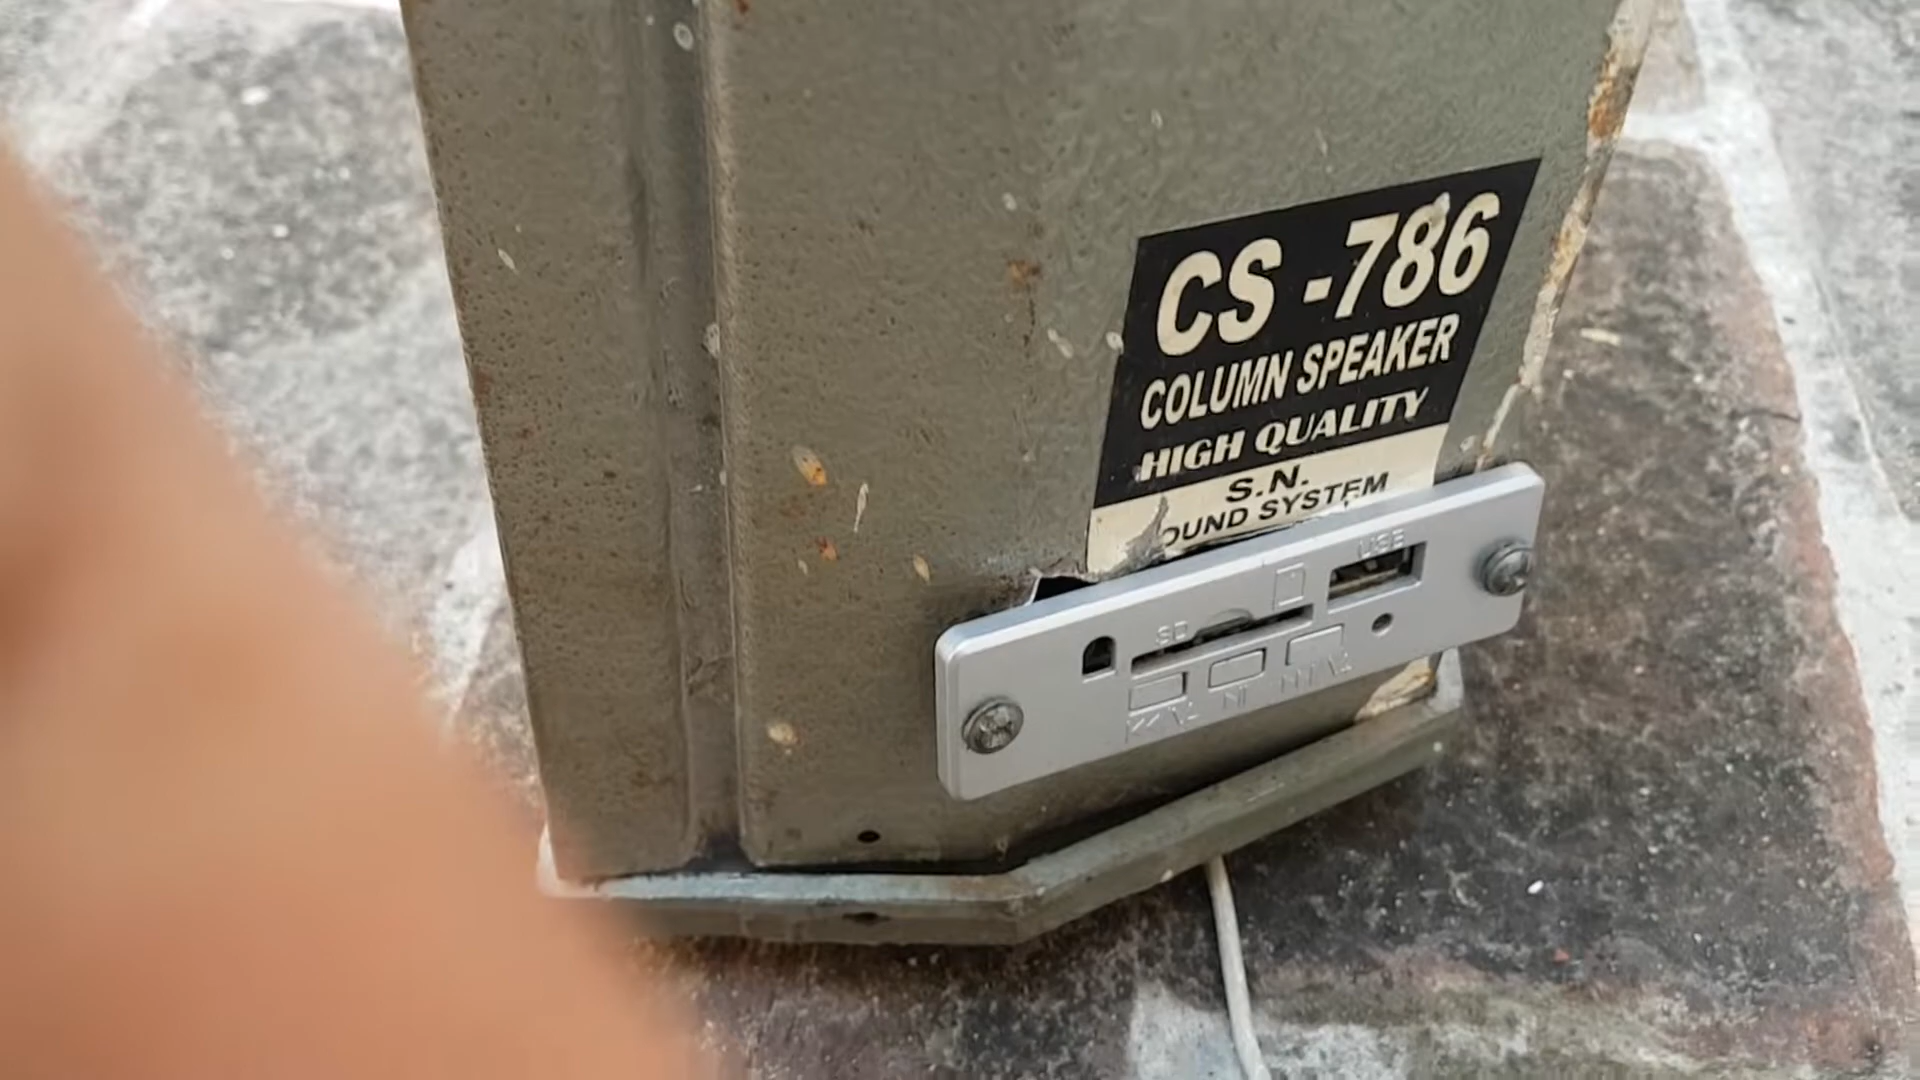 CS -786
COLUMN SPEAKER
HIGH QUALITY
S.N.
OUND SYSTEM
USB
SD